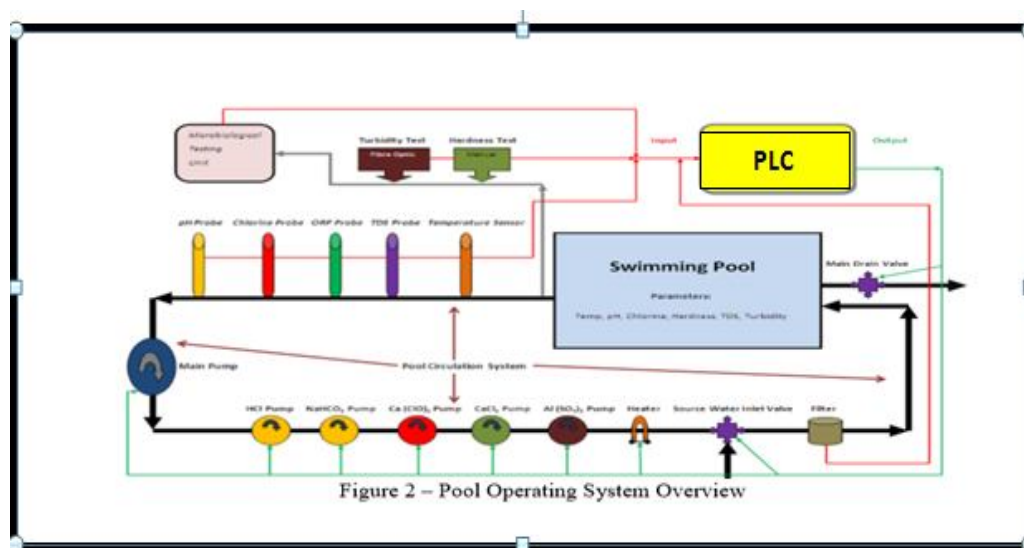 Microbiological
Testing
Unit
Turbidity Test
Hardness Test
Fibre Optic
Manual
Input
PLC
Output
pH Probe
Chlorine Probe
ORP Probe
TDS Probe
Temperature Sensor
Swimming Pool
Parameters:
Temp, pH, Chlorine, Hardness, TDS, Turbidity
Main Drain Valve
Main Pump
Pool Circulation System
HCl Pump
NaHCO₃ Pump
Ca (ClO)₂ Pump
CaCl₂ Pump
Al (SO₄)₃ Pump
Heater
Source Water Inlet Valve
Filter
Figure 2 – Pool Operating System Overview